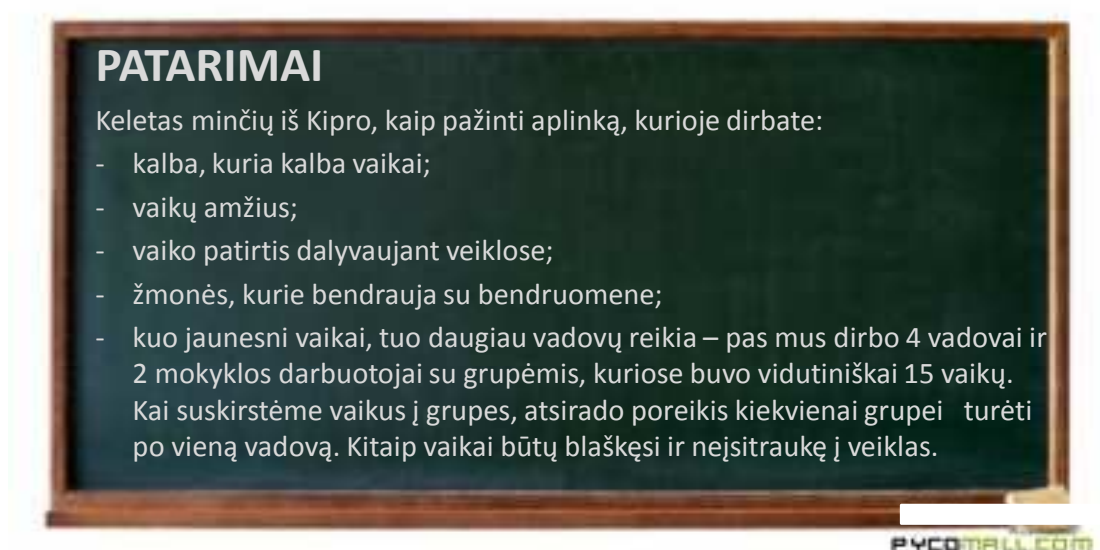 PATARIMAI
Keletas minčių iš Kipro, kaip pažinti aplinką, kurioje dirbate:
- kalba, kuria kalba vaikai;
- vaikų amžius;
- vaiko patirtis dalyvaujant veiklose;
- žmonės, kurie bendrauja su bendruomene;
- kuo jaunesni vaikai, tuo daugiau vadovų reikia – pas mus dirbo 4 vadovai ir
2 mokyklos darbuotojai su grupėmis, kuriose buvo vidutiniškai 15 vaikų.
Kai suskirstėme vaikus į grupes, atsirado poreikis kiekvienai grupei turėti
po vieną vadovą. Kitaip vaikai būtų blaškęsi ir neįsitraukę į veiklas.
PYCOMALL.COM